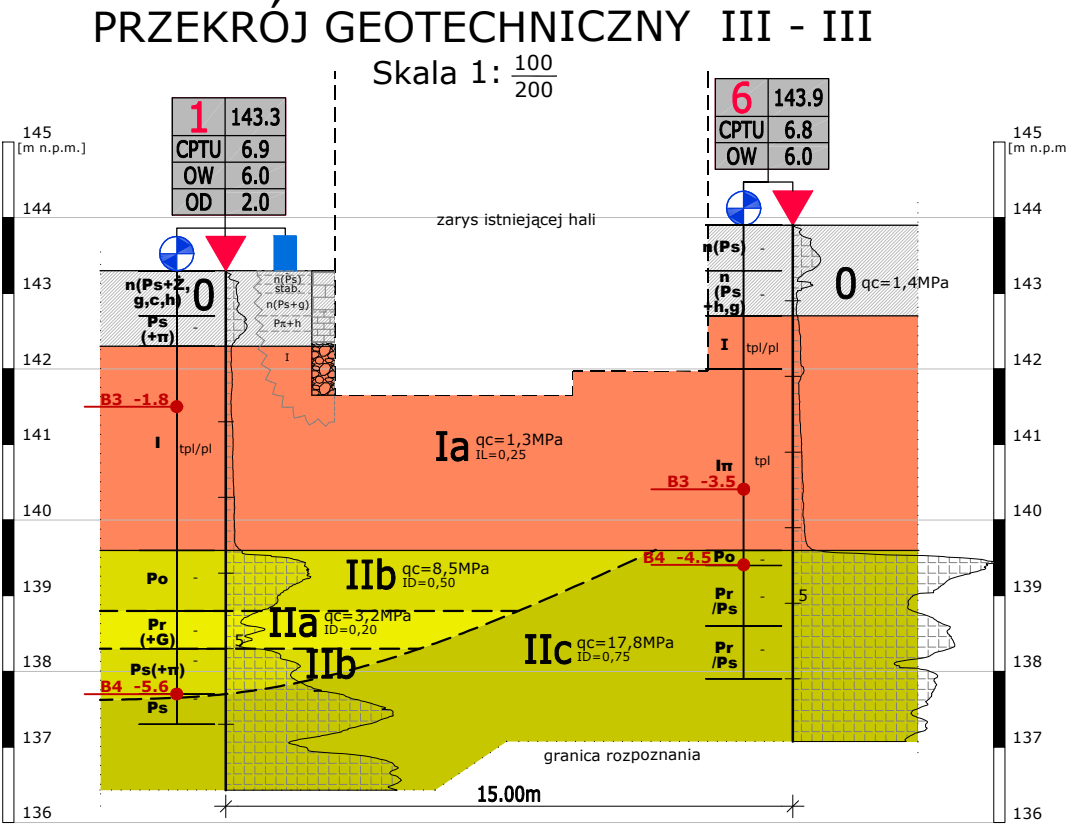 PRZEKRÓJ GEOTECHNICZNY III - III
Skala 1: 100
200
1 143.3
CPTU 6.9
OW 6.0
OD 2.0
6 143.9
CPTU 6.8
OW 6.0
145
[m n.p.m.]
144
143
142
141
140
139
138
137
136
145
[m n.p.m
144
143
142
141
140
139
138
137
136
zarys istniejącej hali
n(Ps+Ż,
g,c,h)
0
Ps
(+π)
-
n(Ps)
stab.
n(Ps+g)
Pπ+h
I
B3 -1.8
I
tpl/pl
Po -
Pr
(+G)
-
5
Ps(+π)
-
B4 -5.6
Ps
Ia qc=1,3MPa
IL=0,25
IIb qc=8,5MPa
ID=0,50
IIa qc=3,2MPa
ID=0,20
IIb
IIc qc=17,8MPa
ID=0,75
n(Ps) -
n
(Ps
+h,g)
-
0 qc=1,4MPa
I tpl/pl
Iπ tpl
B3 -3.5
B4 -4.5
Po -
Pr
/Ps
-
5
Pr
/Ps
-
granica rozpoznania
15.00m